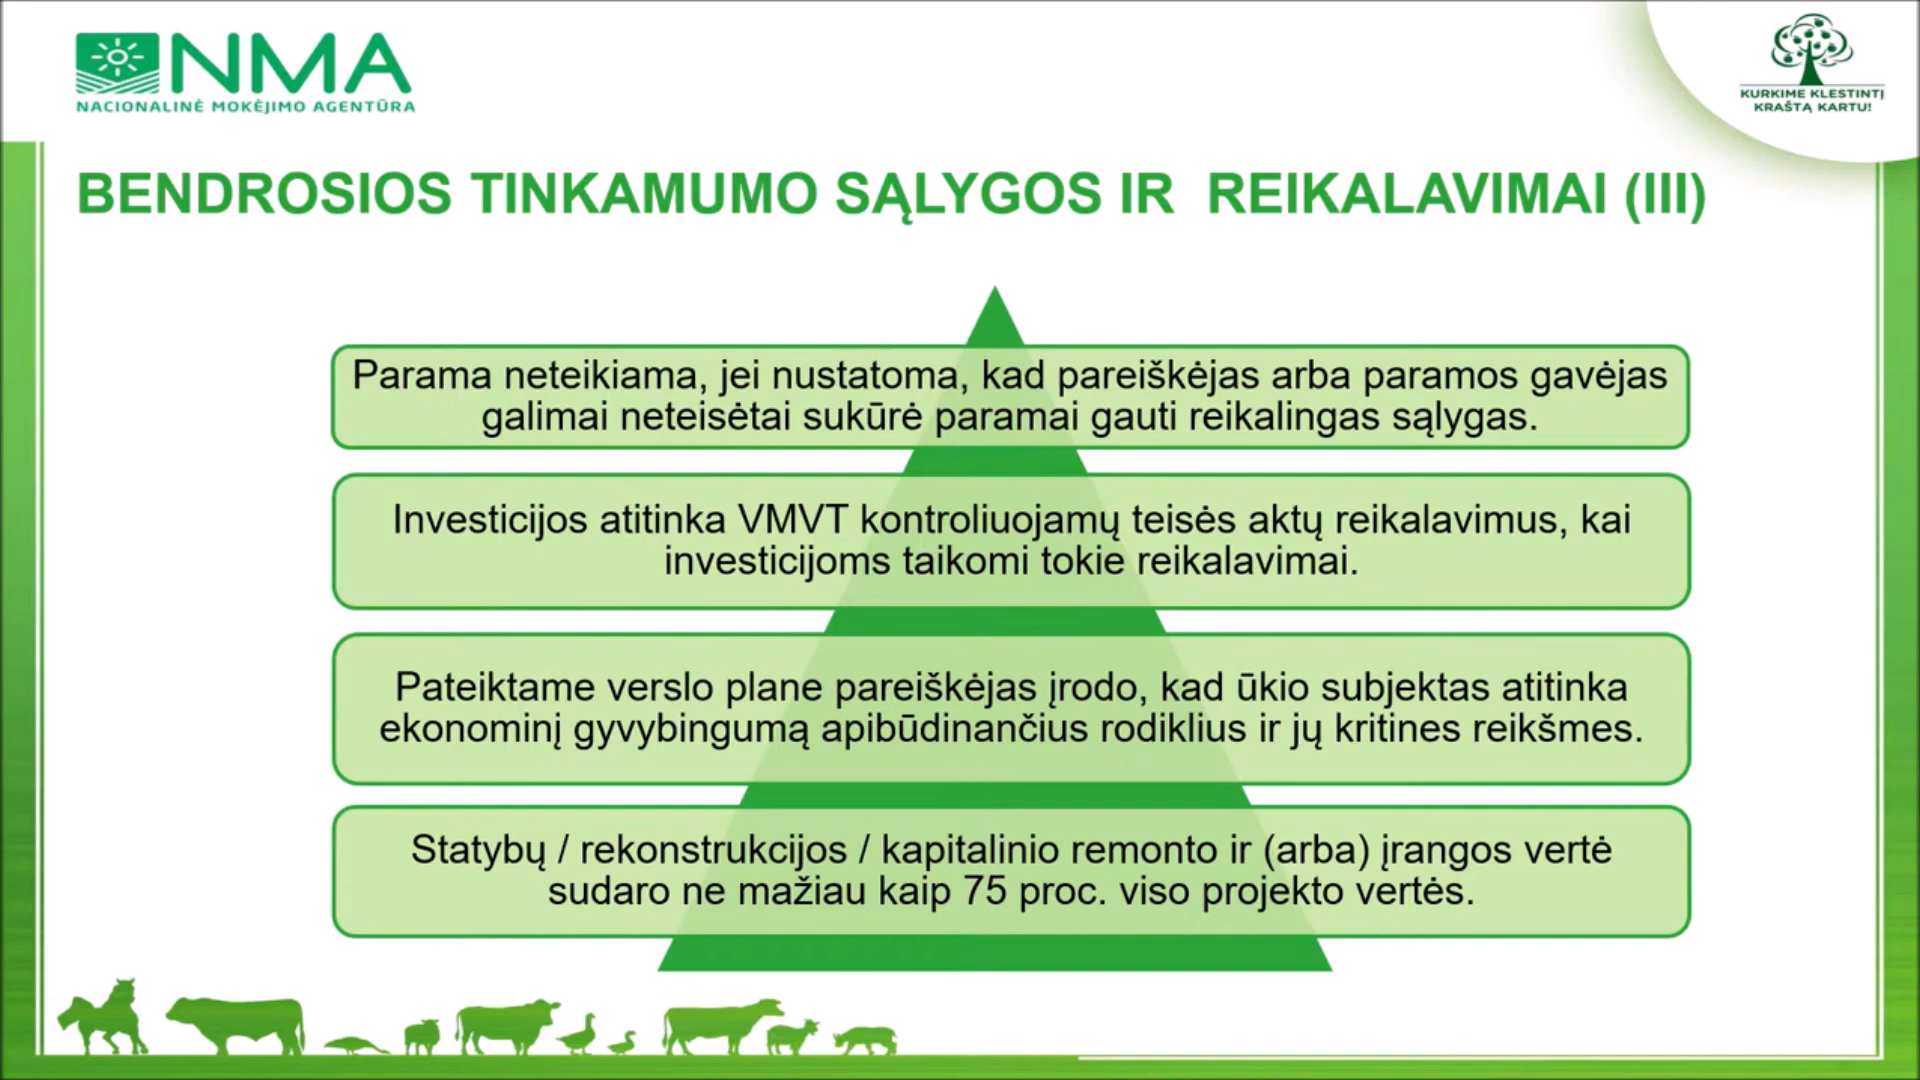 NMA
NACIONALINĖ MOKĖJIMO AGENTŪRA
KURKIME KLESTINTĮ
KRAŠTĄ KARTU!
BENDROSIOS TINKAMUMO SĄLYGOS IR  REIKALAVIMAI (III)
Parama neteikiama, jei nustatoma, kad pareiškėjas arba paramos gavėjas
galimai neteisėtai sukūrė paramai gauti reikalingas sąlygas.
Investicijos atitinka VMVT kontroliuojamų teisės aktų reikalavimus, kai
investicijoms taikomi tokie reikalavimai.
Pateiktame verslo plane pareiškėjas įrodo, kad ūkio subjektas atitinka
ekonominį gyvybingumą apibūdinančius rodiklius ir jų kritines reikšmes.
Statybų / rekonstrukcijos / kapitalinio remonto ir (arba) įrangos vertė
sudaro ne mažiau kaip 75 proc. viso projekto vertės.